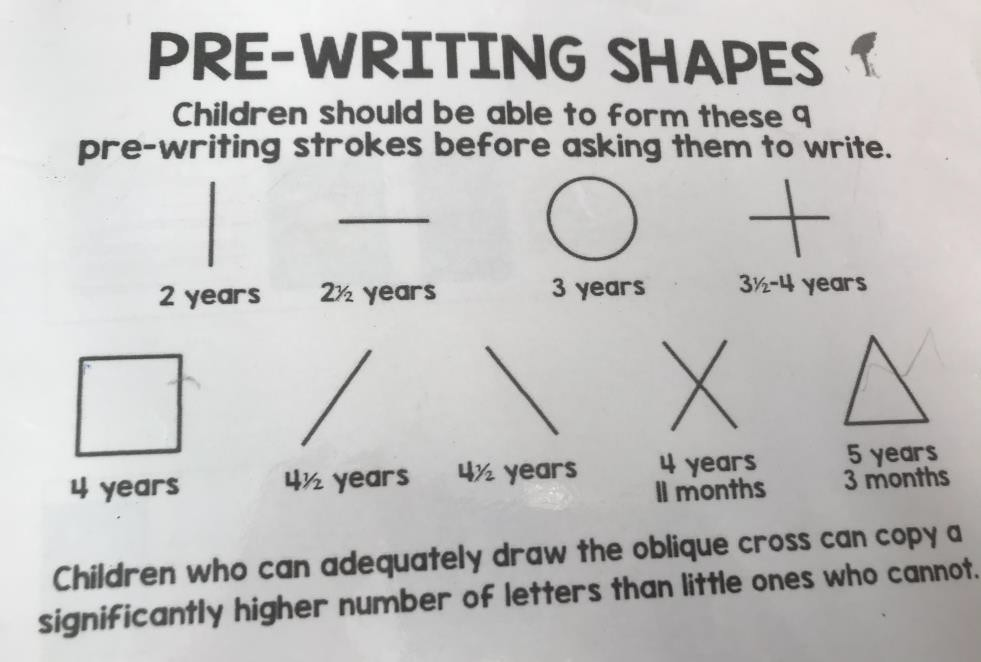 PRE-WRITING SHAPES
Children should be able to form these 9
pre-writing strokes before asking them to write.
2 years 2½ years 3 years 3½-4 years
4 years 4½ years 4½ years 4 years 5 years
11 months 3 months
Children who can adequately draw the oblique cross can copy a
significantly higher number of letters than little ones who cannot.